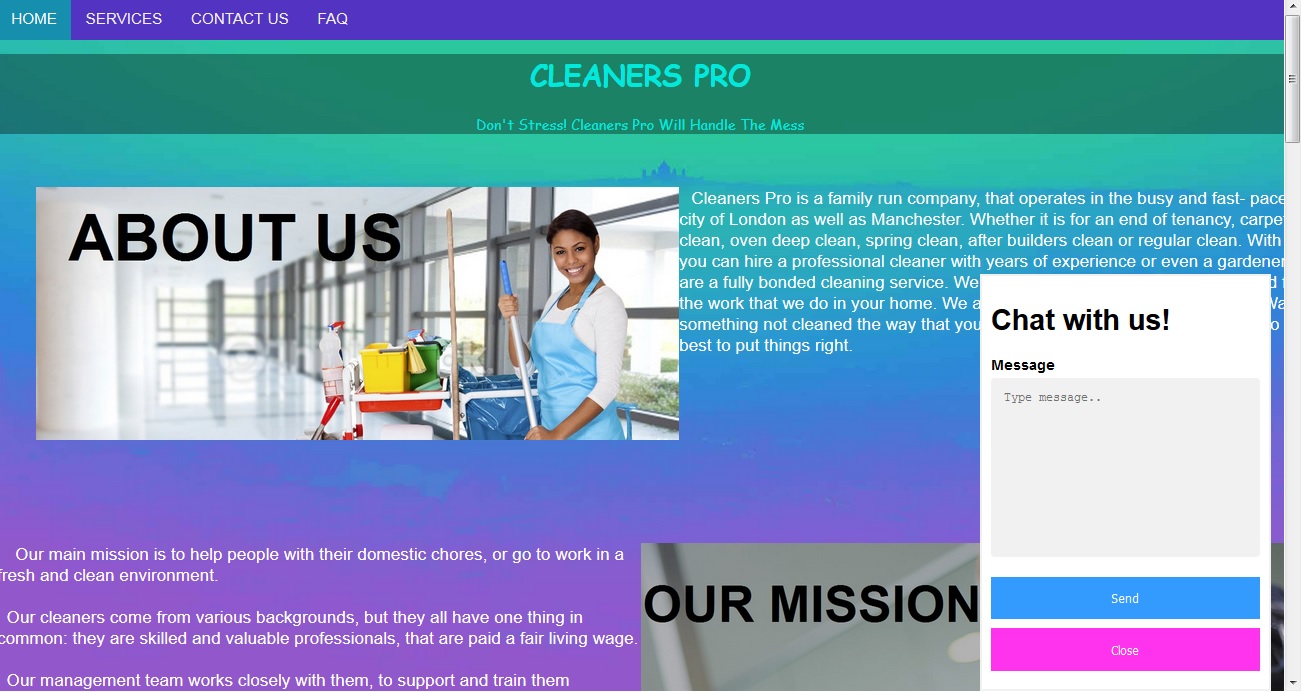 HOME SERVICES CONTACT US FAQ
CLEANERS PRO
Don't Stress! Cleaners Pro Will Handle The Mess
ABOUT US
Cleaners Pro is a family run company, that operates in the busy and fast- pace
city of London as well as Manchester. Whether it is for an end of tenancy, carpe
clean, oven deep clean, spring clean, after builders clean or regular clean. With
you can hire a professional cleaner with years of experience or even a gardener
are a fully bonded cleaning service. We
the work that we do in your home. We a
something not cleaned the way that you
best to put things right.
Chat with us!
Message
Type message..
Send
Close
Our main mission is to help people with their domestic chores, or go to work in a
fresh and clean environment.
Our cleaners come from various backgrounds, but they all have one thing in
common: they are skilled and valuable professionals, that are paid a fair living wage.
Our management team works closely with them, to support and train them
OUR MISSION